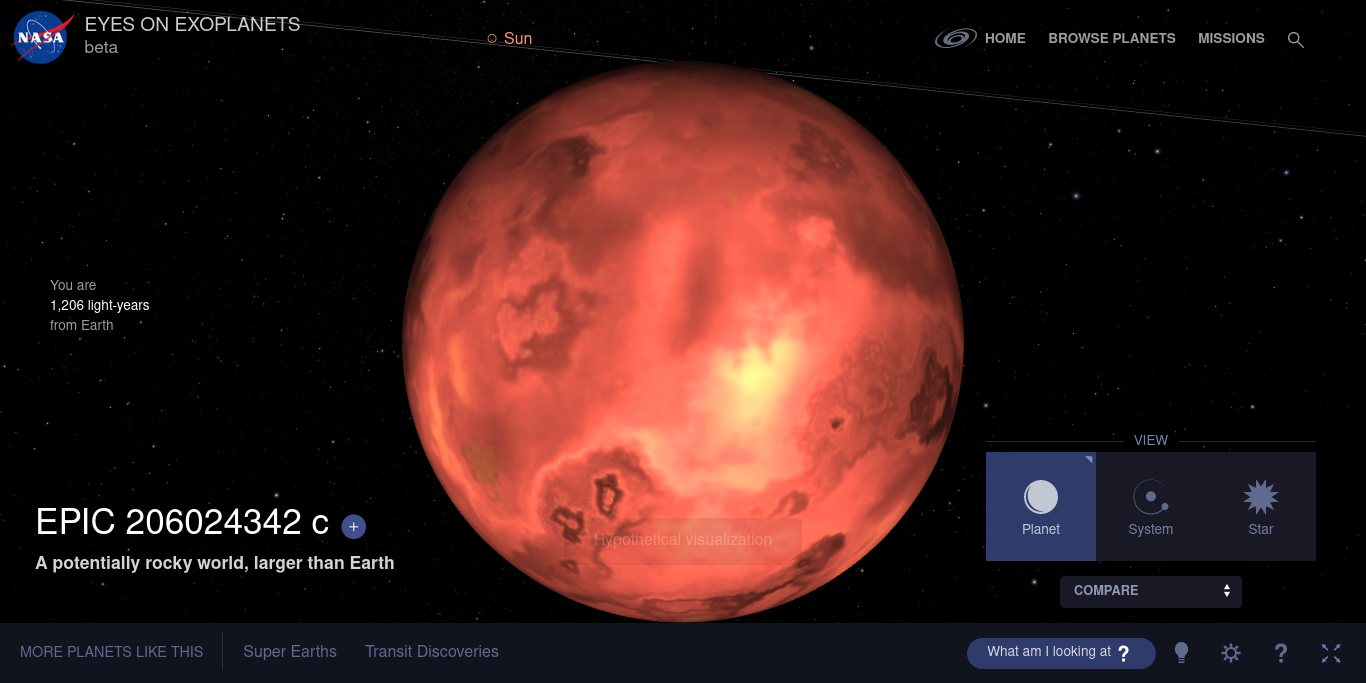 NASA
EYES ON EXOPLANETS
beta
Sun
HOME
BROWSE PLANETS
MISSIONS
You are
1,206 light-years
from Earth
EPIC 206024342 c +
A potentially rocky world, larger than Earth
Hypothetical visualization
VIEW
Planet
System
Star
COMPARE
MORE PLANETS LIKE THIS
Super Earths
Transit Discoveries
What am I looking at ?
?